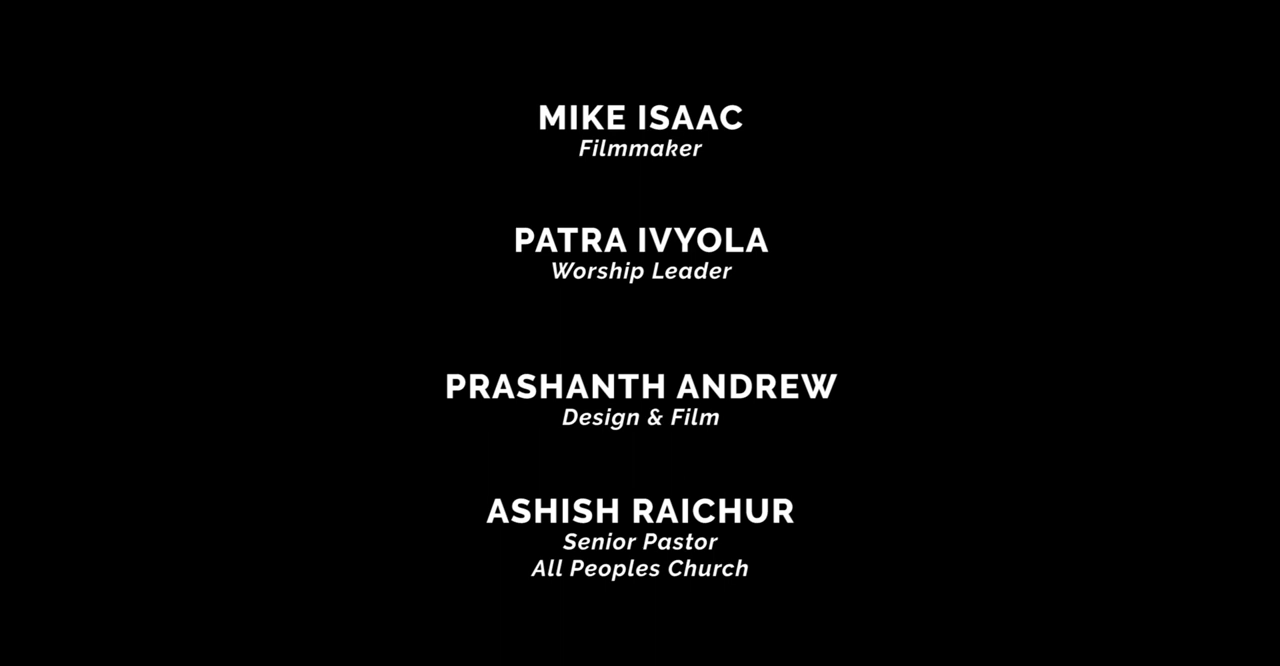 MIKE ISAAC
Filmmaker
PATRA IVYOLA
Worship Leader
PRASHANTH ANDREW
Design & Film
ASHISH RAICHUR
Senior Pastor
All Peoples Church